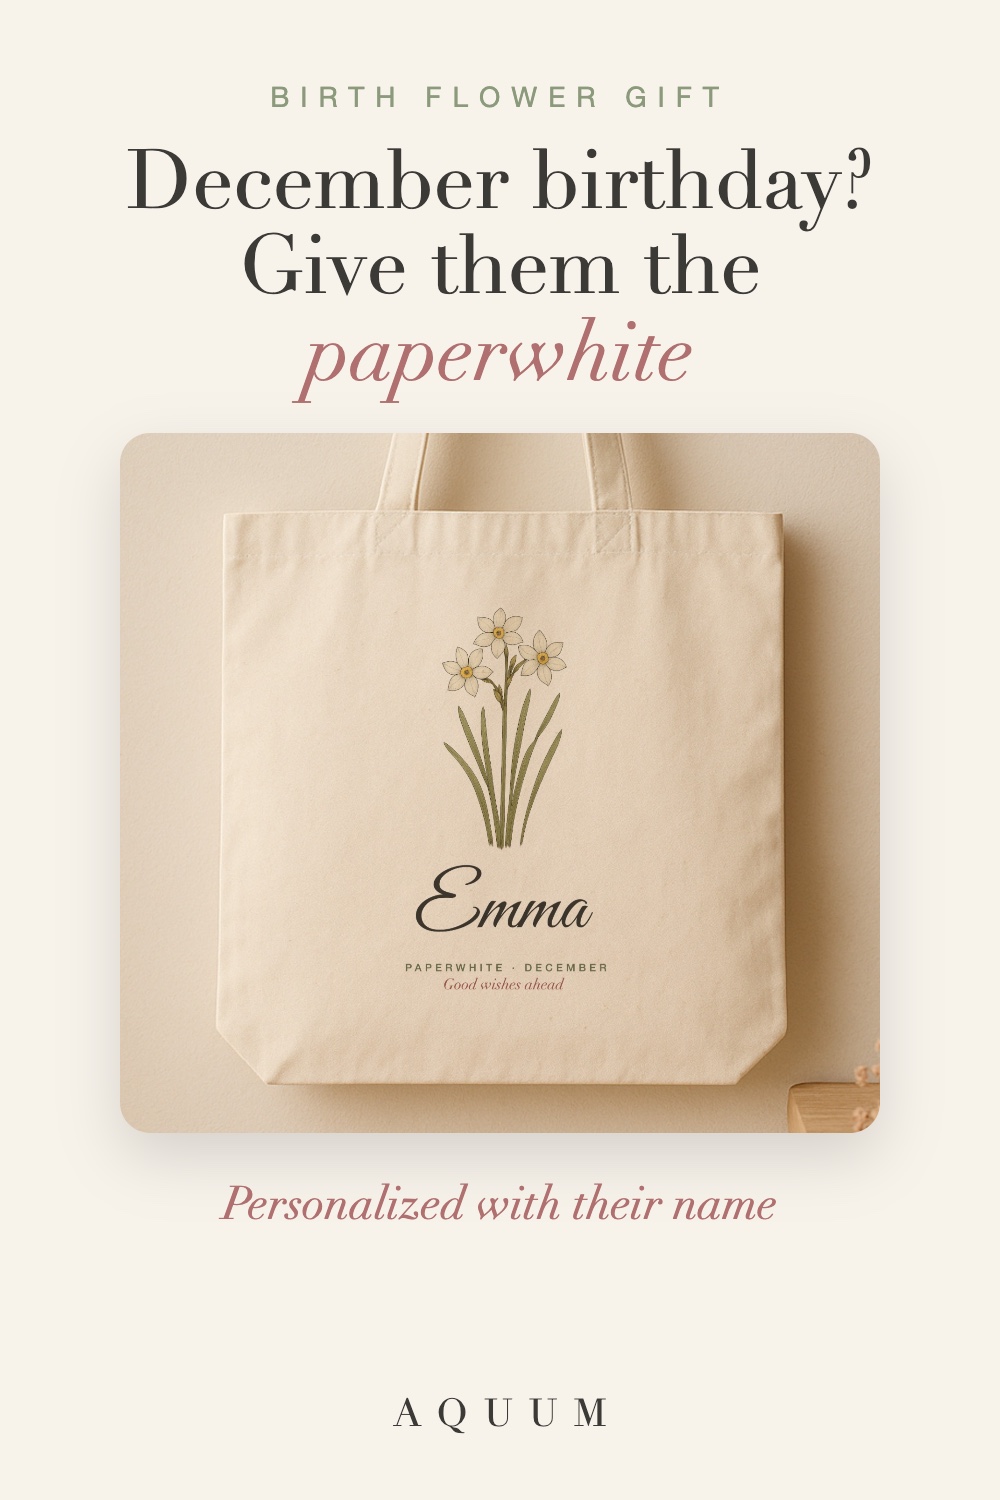 BIRTH FLOWER GIFT
December birthday?
Give them the
paperwhite
Emma
PAPERWHITE · DECEMBER
Good wishes ahead
Personalized with their name
AQUUM